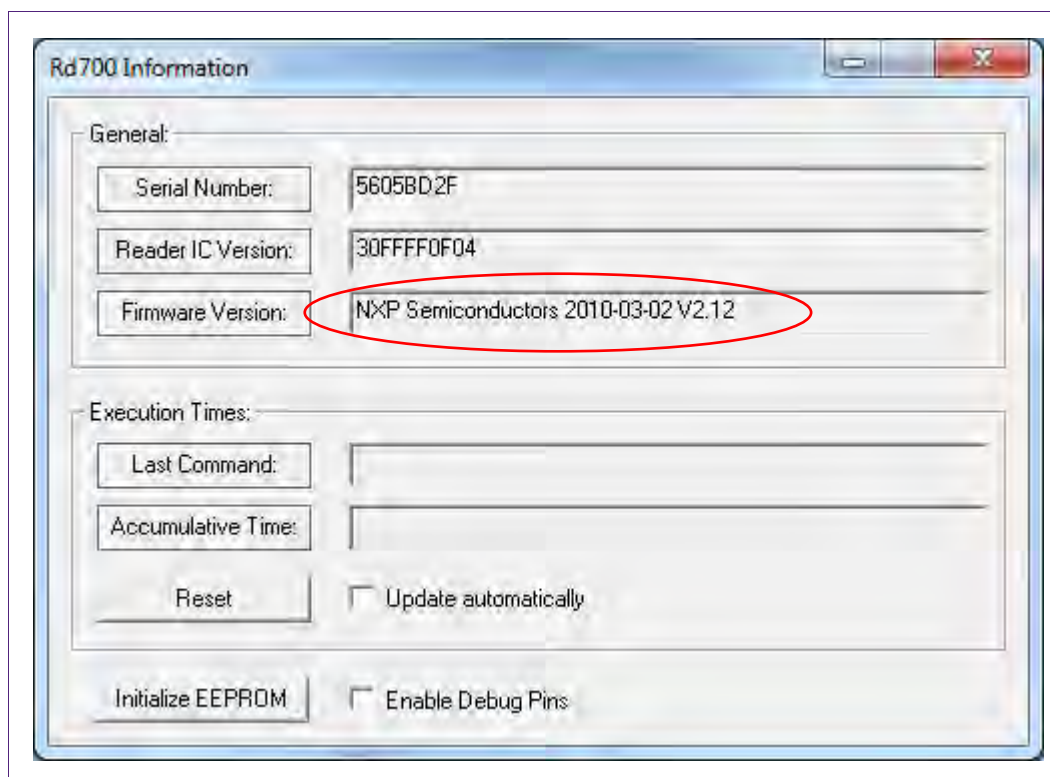 Rd700 Information
General:
Serial Number: 5605BD2F
Reader IC Version: 30FFFF0F04
Firmware Version: NXP Semiconductors 2010-03-02 V2.12
Execution Times:
Last Command:
Accumulative Time:
Reset Update automatically
Initialize EEPROM Enable Debug Pins